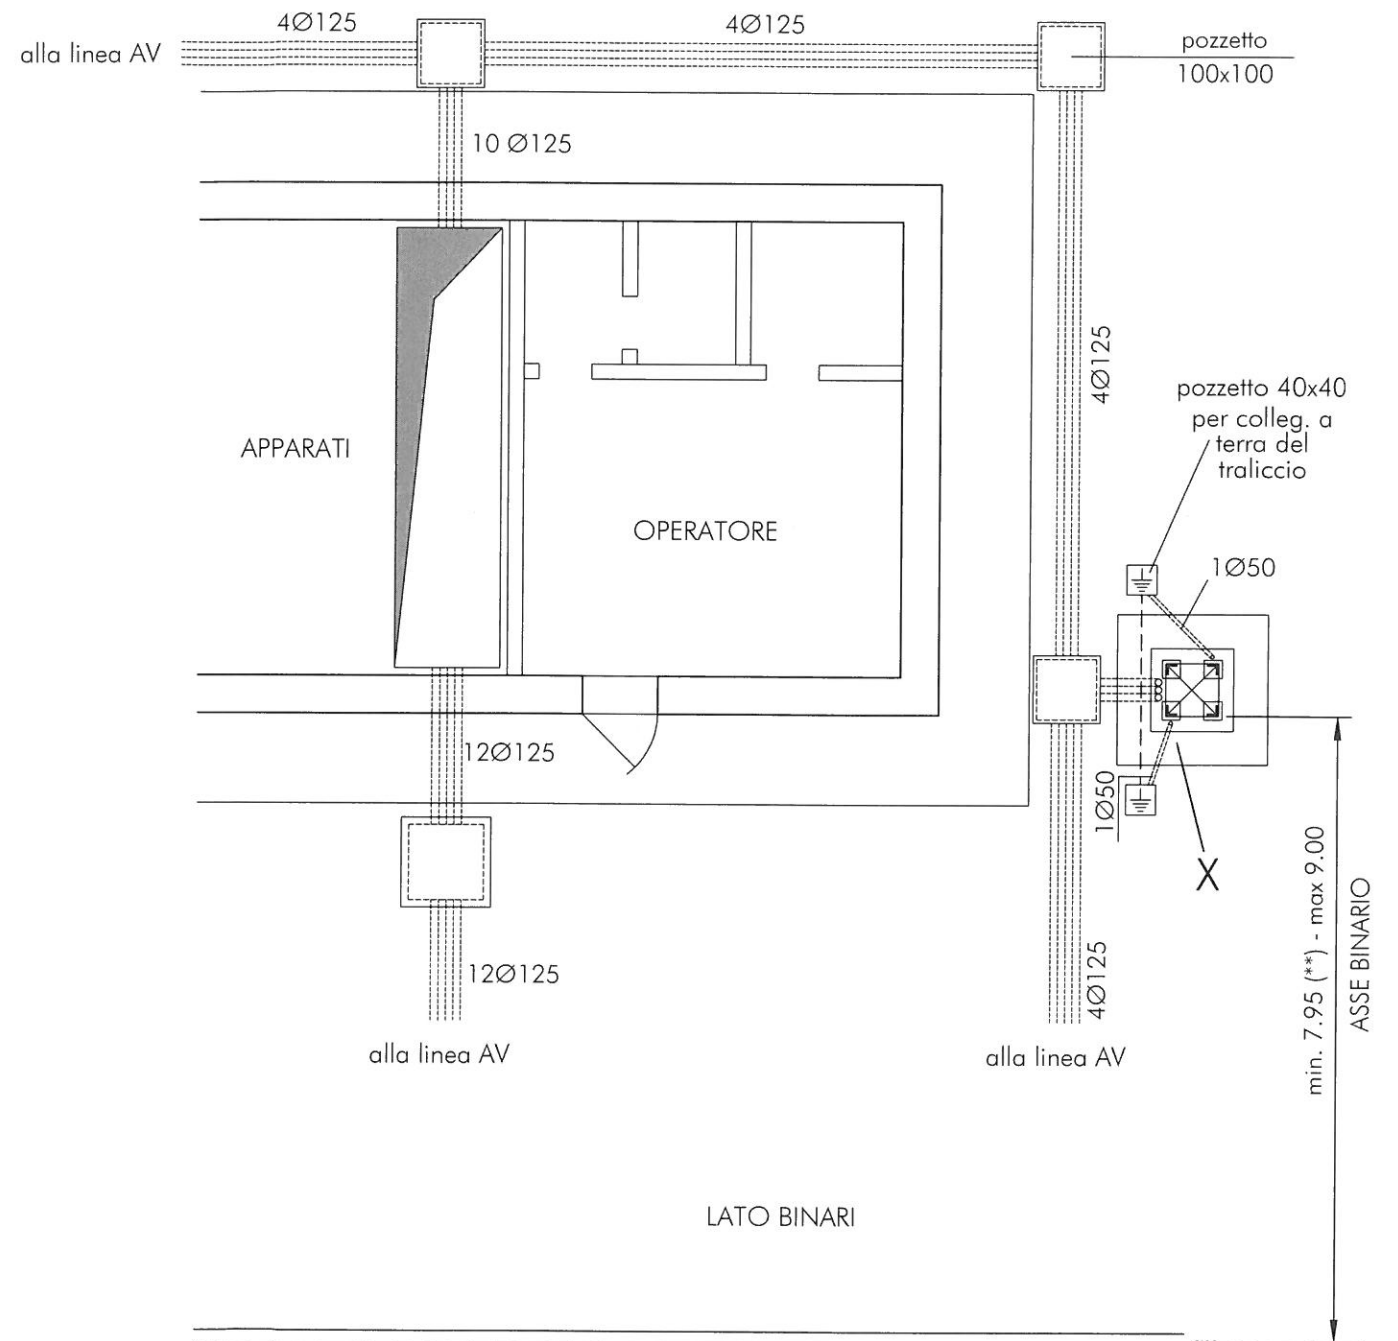 4Ø125
4Ø125
alla linea AV
pozzetto
100x100
10 Ø125
4Ø125
pozzetto 40x40
per colleg. a
terra del
traliccio
APPARATI
OPERATORE
1Ø50
12Ø125
1Ø50
X
min. 7.95 (**) - max 9.00
ASSE BINARIO
12Ø125
4Ø125
alla linea AV
alla linea AV
LATO BINARI